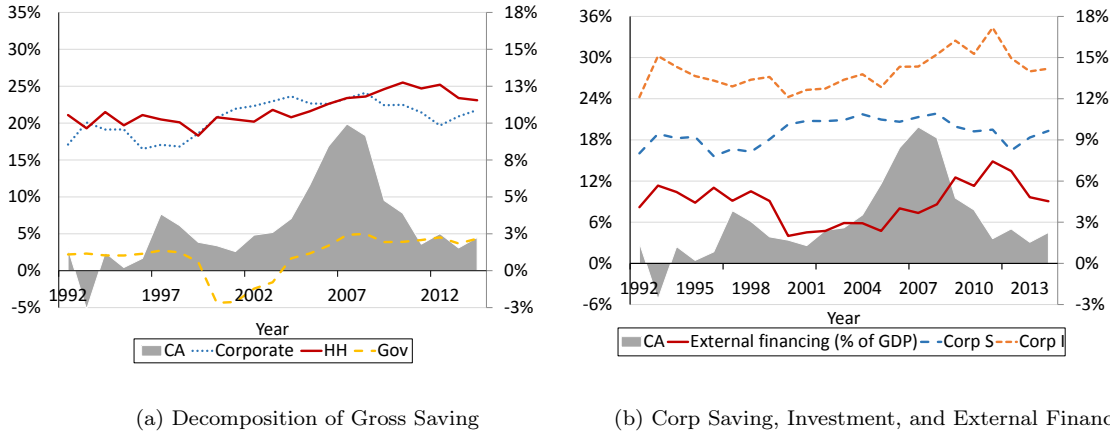 35% 18%
30% 15%
25% 13%
20% 10%
15% 8%
10% 5%
5% 3%
0% 0%
-5% -3%
1992 1997 2002 2007 2012
Year
CA Corporate HH Gov
(a) Decomposition of Gross Saving
36% 18%
30% 15%
24% 12%
18% 9%
12% 6%
6% 3%
0% 0%
-6% -3%
1992 1995 1998 2001 2004 2007 2010 2013
Year
CA External financing (% of GDP) Corp S Corp I
(b) Corp Saving, Investment, and External Financ